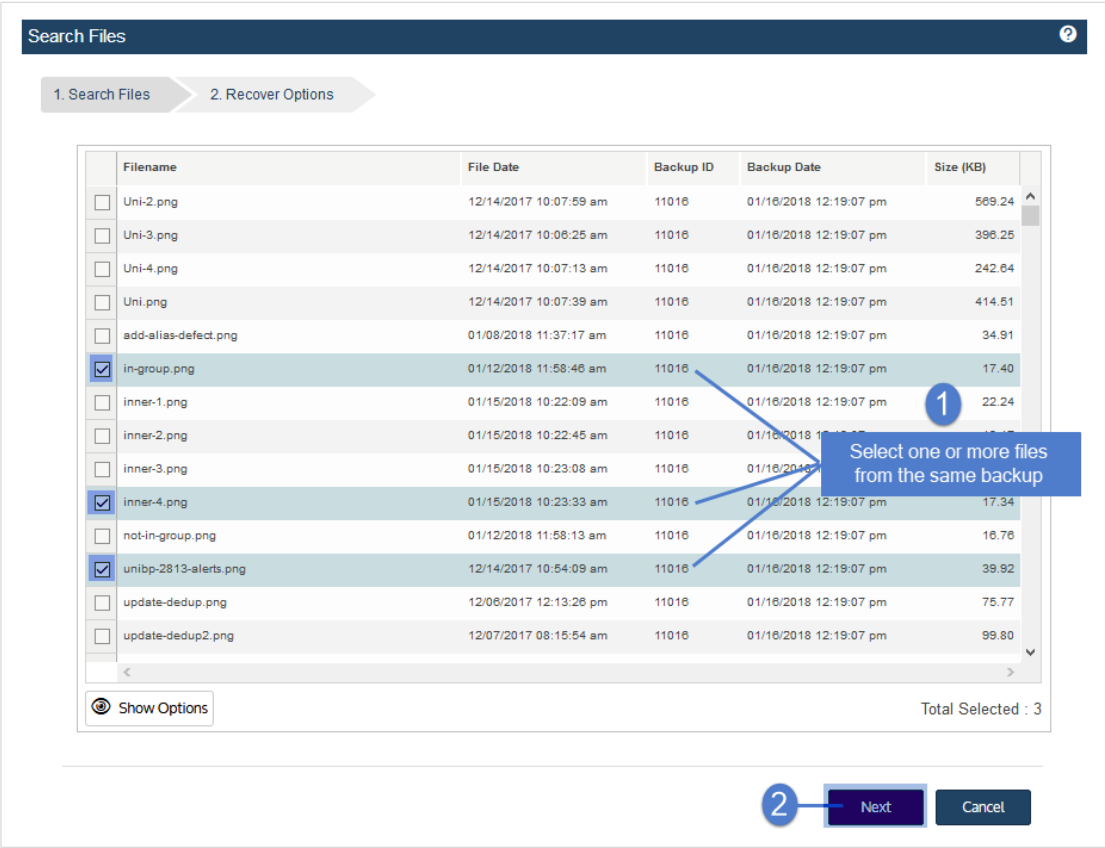 Search Files ?
1. Search Files 2. Recover Options
Filename File Date Backup ID Backup Date Size (KB)
Uni-2.png 12/14/2017 10:07:59 am 11016 01/16/2018 12:19:07 pm 569.24
Uni-3.png 12/14/2017 10:06:25 am 11016 01/16/2018 12:19:07 pm 396.25
Uni-4.png 12/14/2017 10:07:13 am 11016 01/16/2018 12:19:07 pm 242.64
Uni.png 12/14/2017 10:07:39 am 11016 01/16/2018 12:19:07 pm 414.51
add-alias-defect.png 01/08/2018 11:37:17 am 11016 01/16/2018 12:19:07 pm 34.91
in-group.png 01/12/2018 11:58:46 am 11016 01/16/2018 12:19:07 pm 17.40
inner-1.png 01/15/2018 10:22:09 am 11016 01/16/2018 12:19:07 pm 22.24
1
inner-2.png 01/15/2018 10:22:45 am 11016 01/16/2018
Select one or more files
from the same backup
inner-3.png 01/15/2018 10:23:08 am 11016 01/16/2018
inner-4.png 01/15/2018 10:23:33 am 11016 01/16/2018 12:19:07 pm 17.34
not-in-group.png 01/12/2018 11:58:13 am 11016 01/16/2018 12:19:07 pm 16.76
unibp-2813-alerts.png 12/14/2017 10:54:09 am 11016 01/16/2018 12:19:07 pm 39.92
update-dedup.png 12/06/2017 12:13:26 pm 11016 01/16/2018 12:19:07 pm 75.77
update-dedup2.png 12/07/2017 08:15:54 am 11016 01/16/2018 12:19:07 pm 99.80
Show Options Total Selected : 3
2 Next Cancel